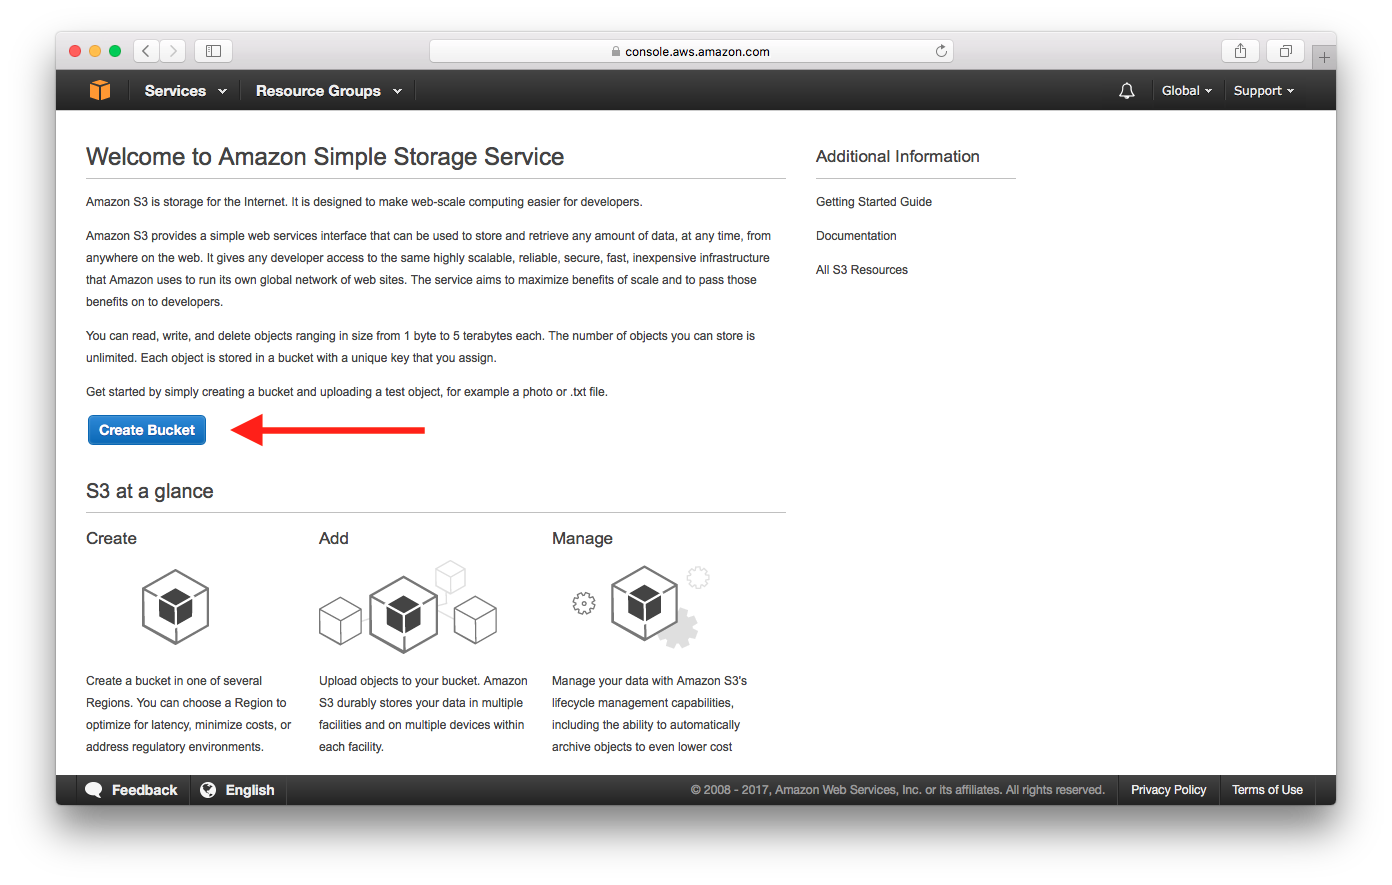 console.aws.amazon.com
Services
Resource Groups
Global
Support
Welcome to Amazon Simple Storage Service
Amazon S3 is storage for the Internet. It is designed to make web-scale computing easier for developers.
Amazon S3 provides a simple web services interface that can be used to store and retrieve any amount of data, at any time, from
anywhere on the web. It gives any developer access to the same highly scalable, reliable, secure, fast, inexpensive infrastructure
that Amazon uses to run its own global network of web sites. The service aims to maximize benefits of scale and to pass those
benefits on to developers.
You can read, write, and delete objects ranging in size from 1 byte to 5 terabytes each. The number of objects you can store is
unlimited. Each object is stored in a bucket with a unique key that you assign.
Get started by simply creating a bucket and uploading a test object, for example a photo or .txt file.
Create Bucket
Additional Information
Getting Started Guide
Documentation
All S3 Resources
S3 at a glance
Create
Create a bucket in one of several
Regions. You can choose a Region to
optimize for latency, minimize costs, or
address regulatory environments.
Add
Upload objects to your bucket. Amazon
S3 durably stores your data in multiple
facilities and on multiple devices within
each facility.
Manage
Manage your data with Amazon S3's
lifecycle management capabilities,
including the ability to automatically
archive objects to even lower cost
Feedback
English
© 2008 - 2017, Amazon Web Services, Inc. or its affiliates. All rights reserved.
Privacy Policy
Terms of Use